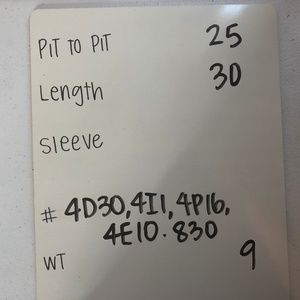 PIT TO PIT 25
Length 30
Sleeve
# 4D30, 4I1, 4P16,
4E10.830
WT 9